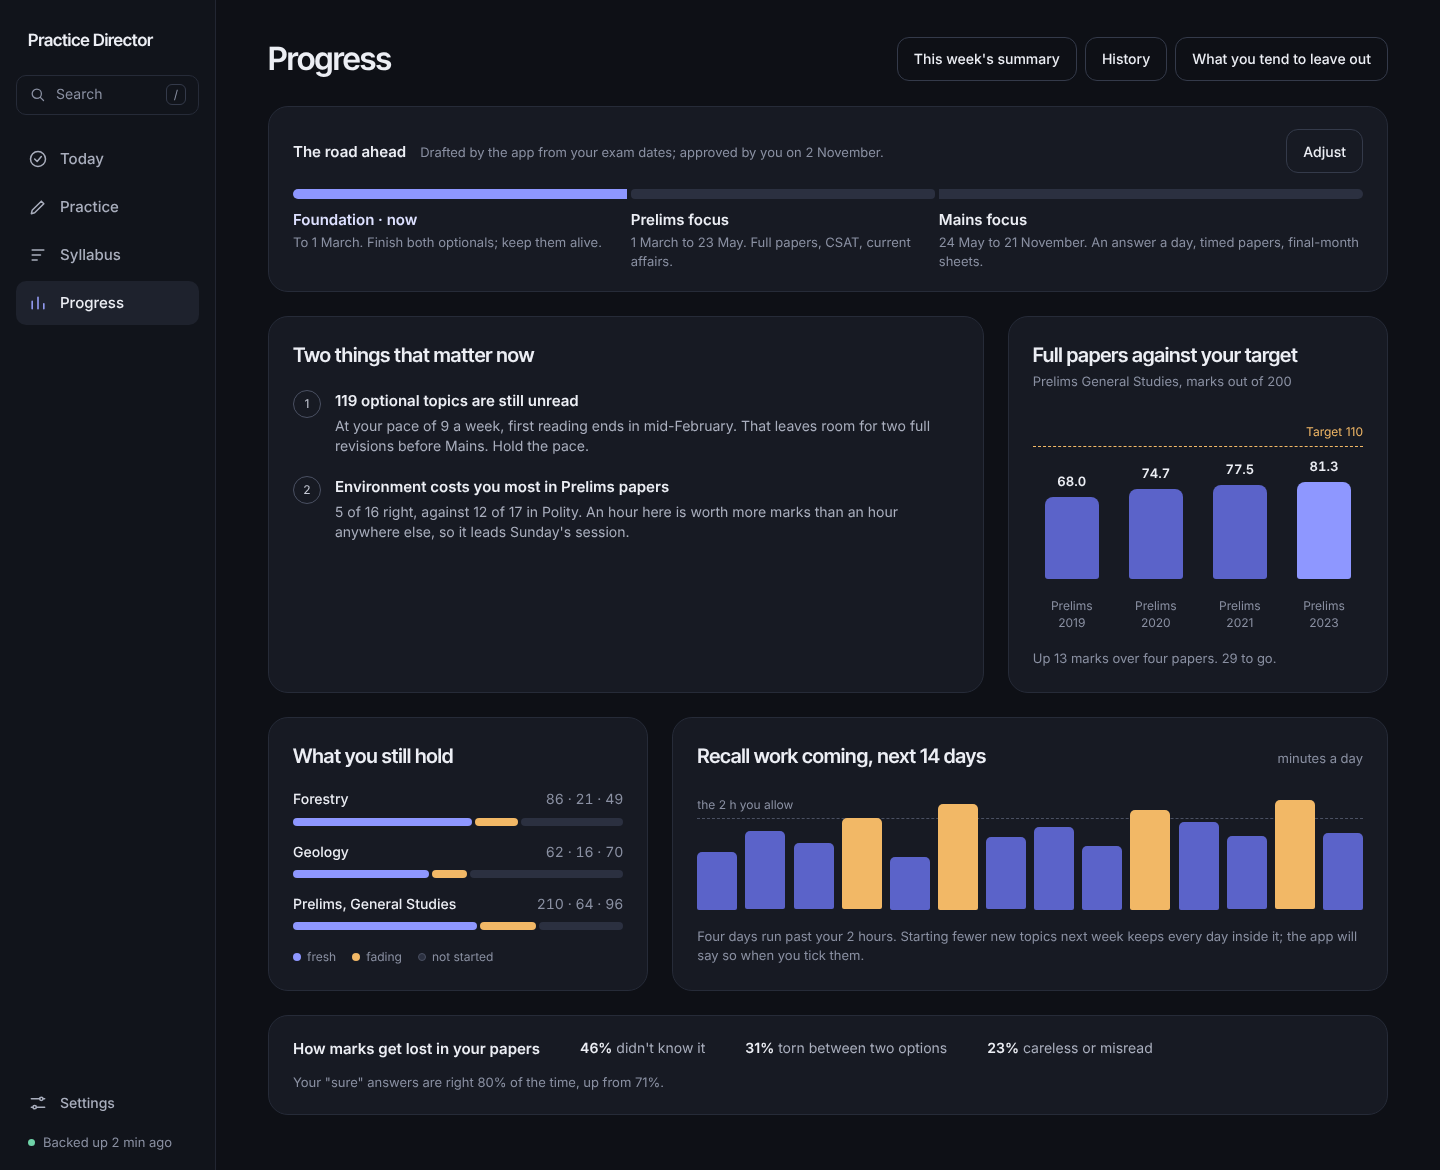 Practice Director
Search /
Today
Practice
Syllabus
Progress
Settings
Backed up 2 min ago
Progress
This week's summary
History
What you tend to leave out
The road ahead
Drafted by the app from your exam dates; approved by you on 2 November.
Adjust
Foundation · now
To 1 March. Finish both optionals; keep them alive.
Prelims focus
1 March to 23 May. Full papers, CSAT, current
affairs.
Mains focus
24 May to 21 November. An answer a day, timed papers, final-month
sheets.
Two things that matter now
1
119 optional topics are still unread
At your pace of 9 a week, first reading ends in mid-February. That leaves room for two full
revisions before Mains. Hold the pace.
2
Environment costs you most in Prelims papers
5 of 16 right, against 12 of 17 in Polity. An hour here is worth more marks than an hour
anywhere else, so it leads Sunday's session.
Full papers against your target
Prelims General Studies, marks out of 200
Target 110
68.0
74.7
77.5
81.3
Prelims
2019
Prelims
2020
Prelims
2021
Prelims
2023
Up 13 marks over four papers. 29 to go.
What you still hold
Forestry
86 · 21 · 49
Geology
62 · 16 · 70
Prelims, General Studies
210 · 64 · 96
fresh
fading
not started
Recall work coming, next 14 days
minutes a day
the 2 h you allow
Four days run past your 2 hours. Starting fewer new topics next week keeps every day inside it; the app will
say so when you tick them.
How marks get lost in your papers
46% didn't know it
31% torn between two options
23% careless or misread
Your "sure" answers are right 80% of the time, up from 71%.